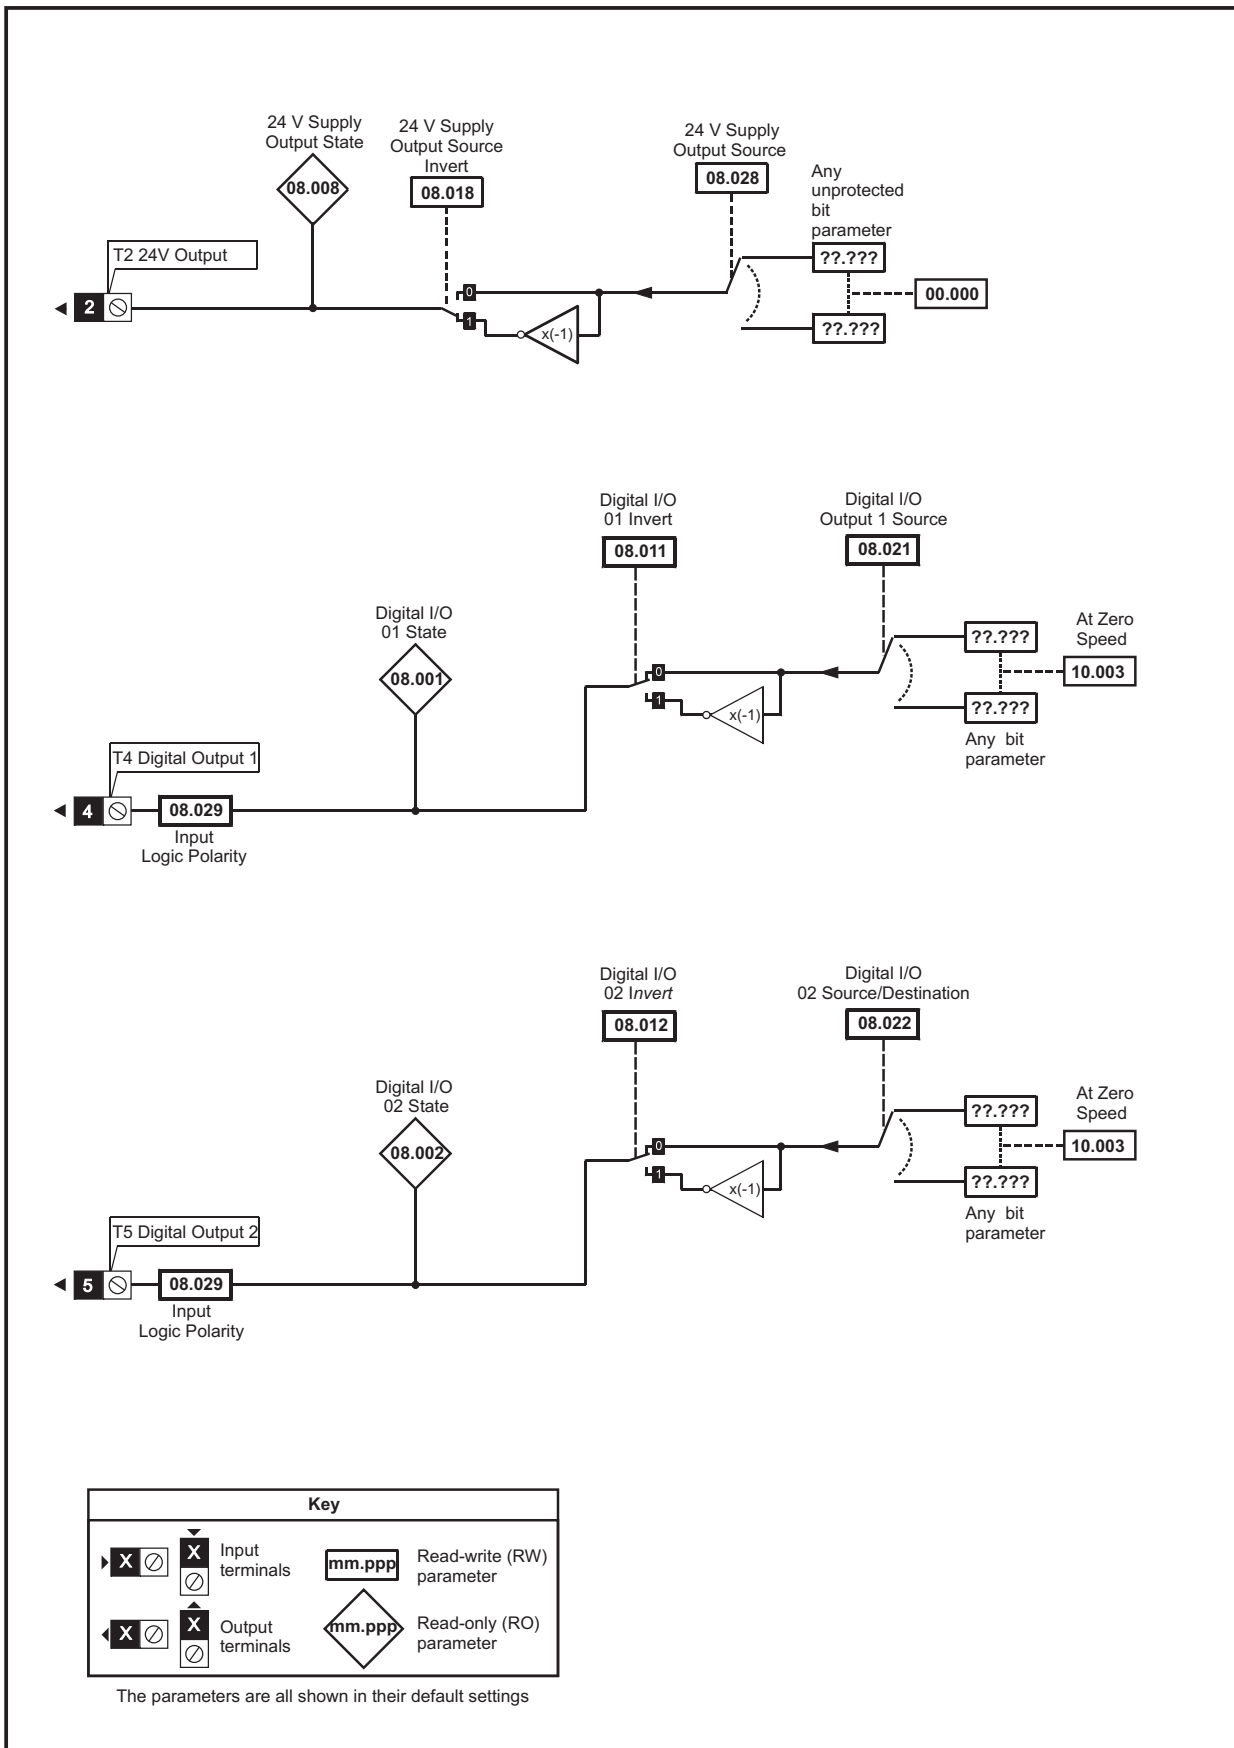 24 V Supply
Output State
24 V Supply
Output Source
Invert
24 V Supply
Output Source
Any
unprotected
bit
parameter
08.008
08.018
08.028
T2 24V Output
??.???
2
0
1
x(-1)
00.000
??.???
Digital I/O
01 Invert
Digital I/O
Output 1 Source
08.011
08.021
Digital I/O
01 State
08.001
??.???
At Zero
Speed
0
10.003
1
x(-1)
??.???
Any bit
parameter
T4 Digital Output 1
4
08.029
Input
Logic Polarity
Digital I/O
02 Invert
Digital I/O
02 Source/Destination
08.012
08.022
Digital I/O
02 State
08.002
??.???
At Zero
Speed
0
10.003
1
x(-1)
??.???
Any bit
parameter
T5 Digital Output 2
5
08.029
Input
Logic Polarity
Key
X
X
Input
terminals
mm.ppp
Read-write (RW)
parameter
X
X
Output
terminals
mm.ppp
Read-only (RO)
parameter
The parameters are all shown in their default settings